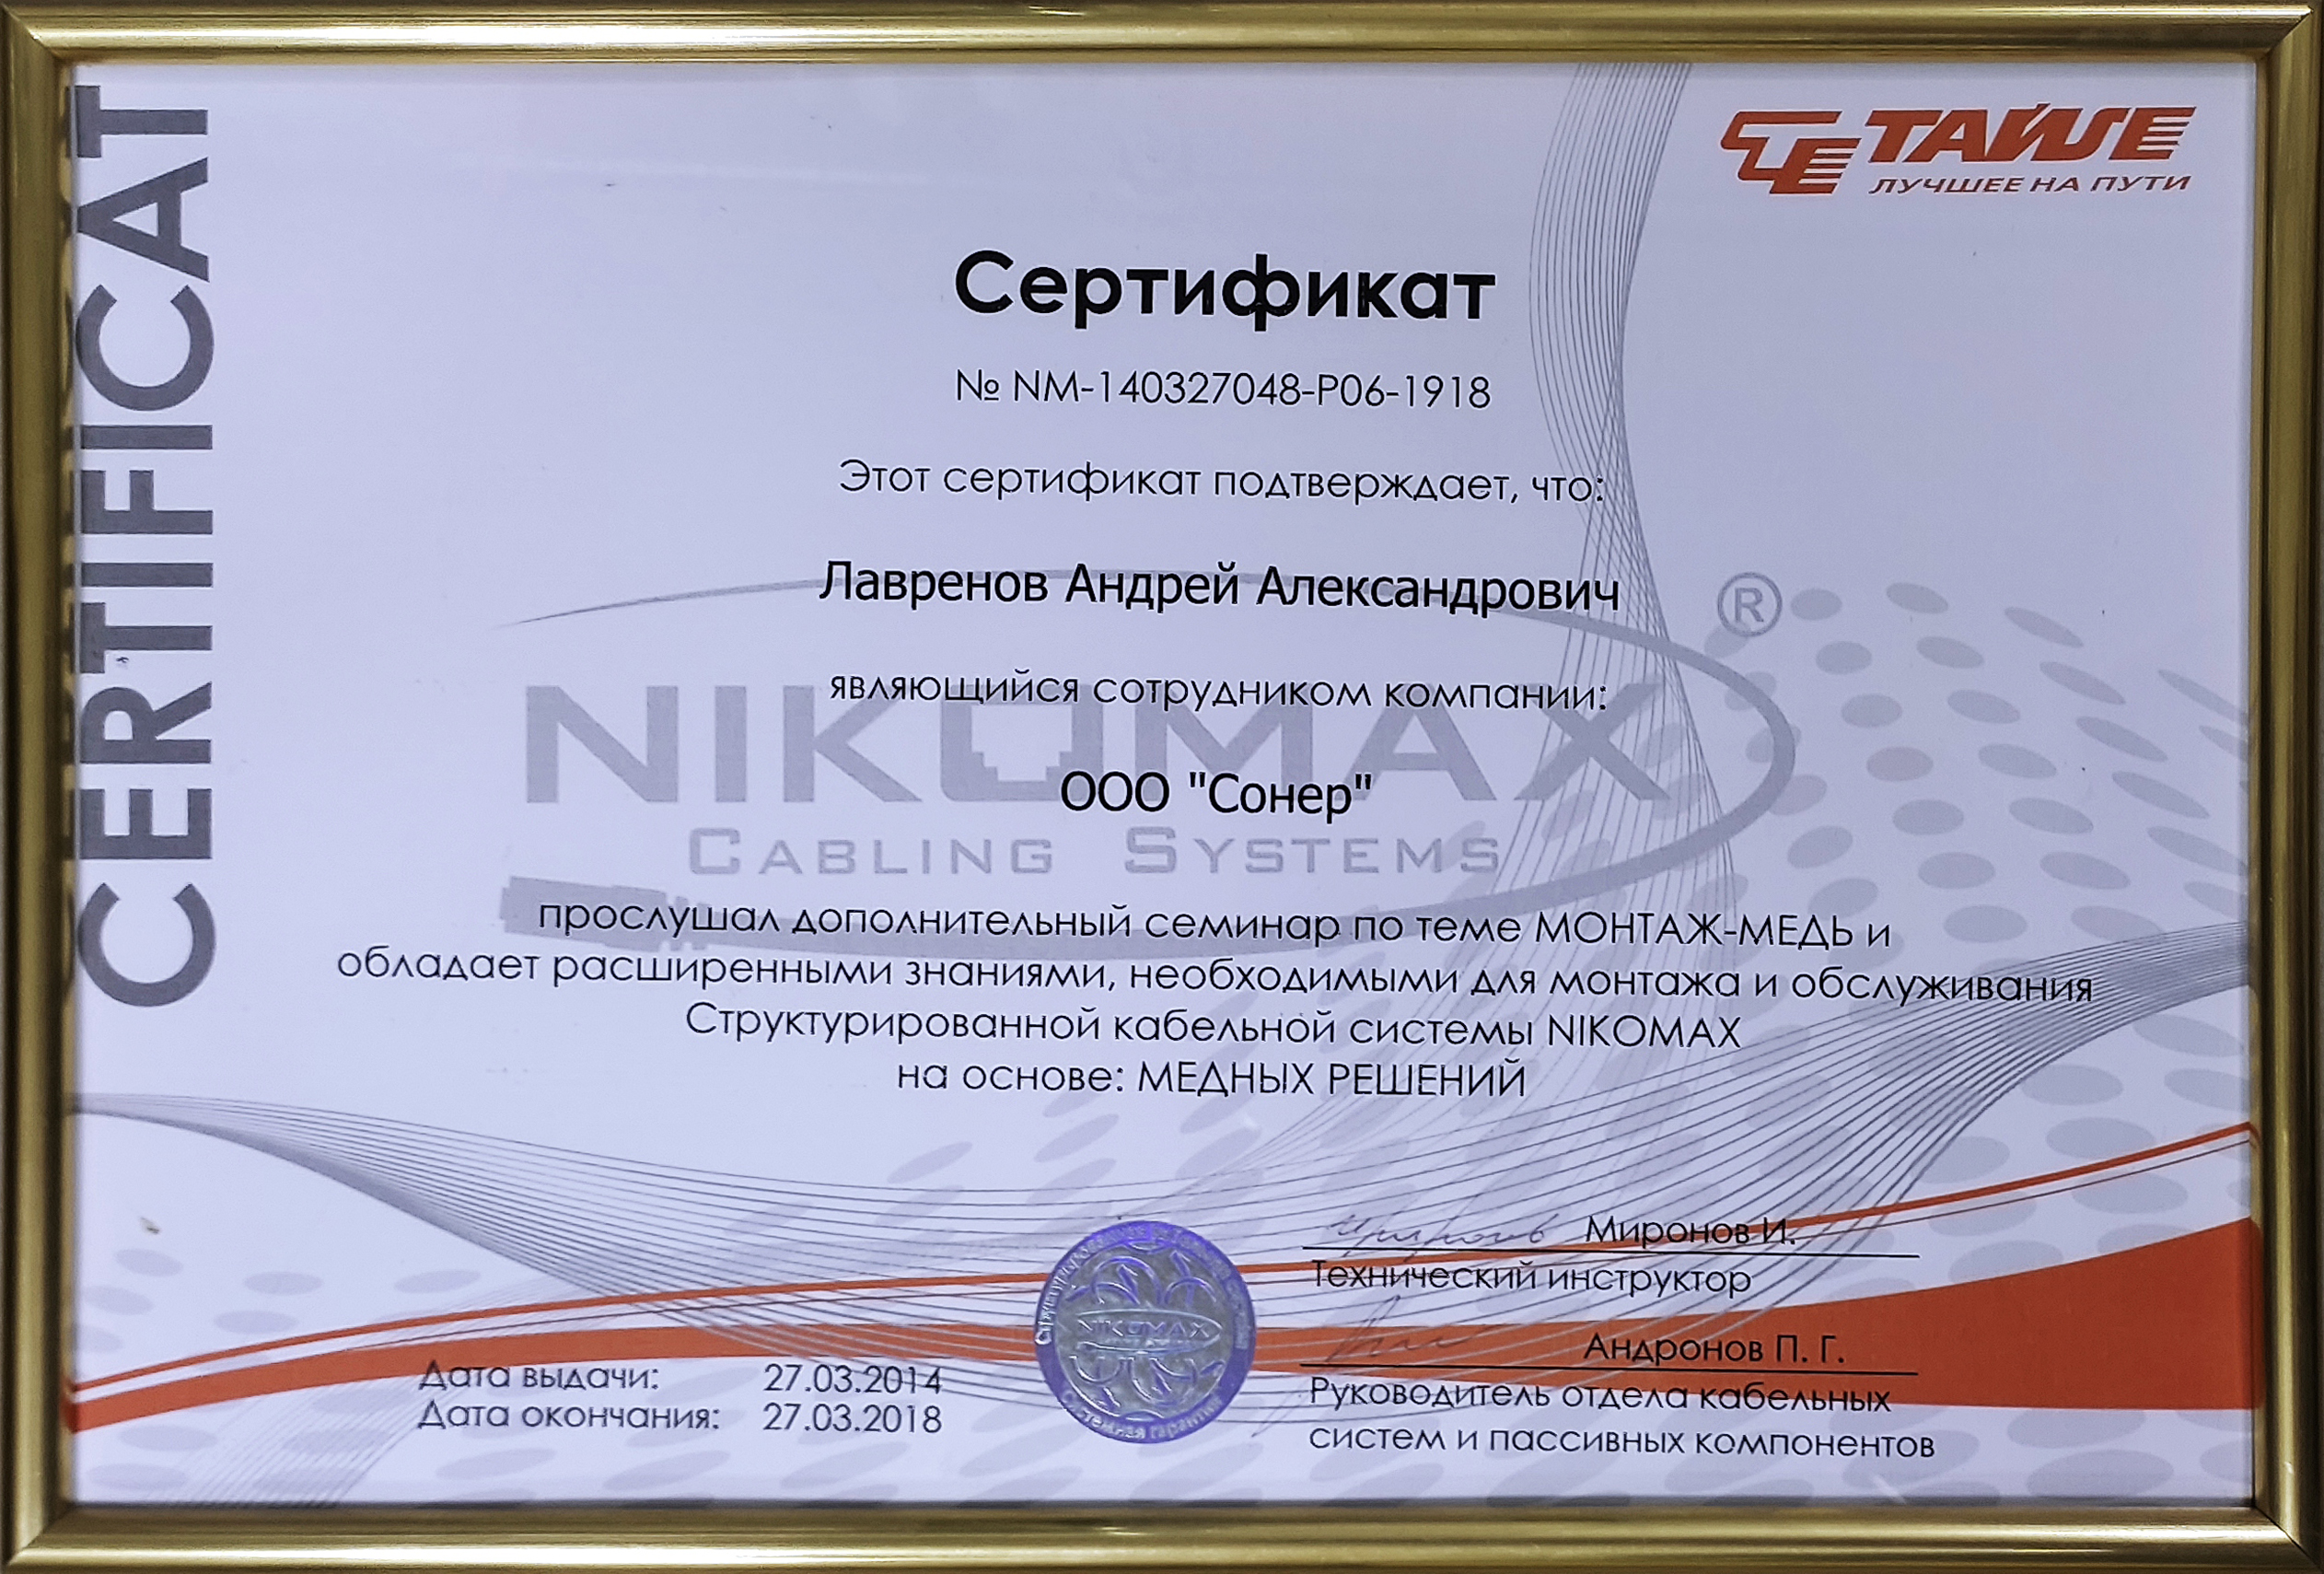 CERTIFICAT
ТАЙЛЕ
ЛУЧШЕЕ НА ПУТИ
Сертификат
№ NM-140327048-P06-1918
Этот сертификат подтверждает, что:
Лавренов Андрей Александрович
являющийся сотрудником компании:
NIKOMAX®
CABLING SYSTEMS
ООО "Сонер"
прослушал дополнительный семинар по теме МОНТАЖ-МЕДЬ и
обладает расширенными знаниями, необходимыми для монтажа и обслуживания
Структурированной кабельной системы NIKOMAX
на основе: МЕДНЫХ РЕШЕНИЙ
Миронов И.
Технический инструктор
Андронов П. Г.
Руководитель отдела кабельных
систем и пассивных компонентов
Дата выдачи: 27.03.2014
Дата окончания: 27.03.2018
NIKOMAX
Системная гарантия